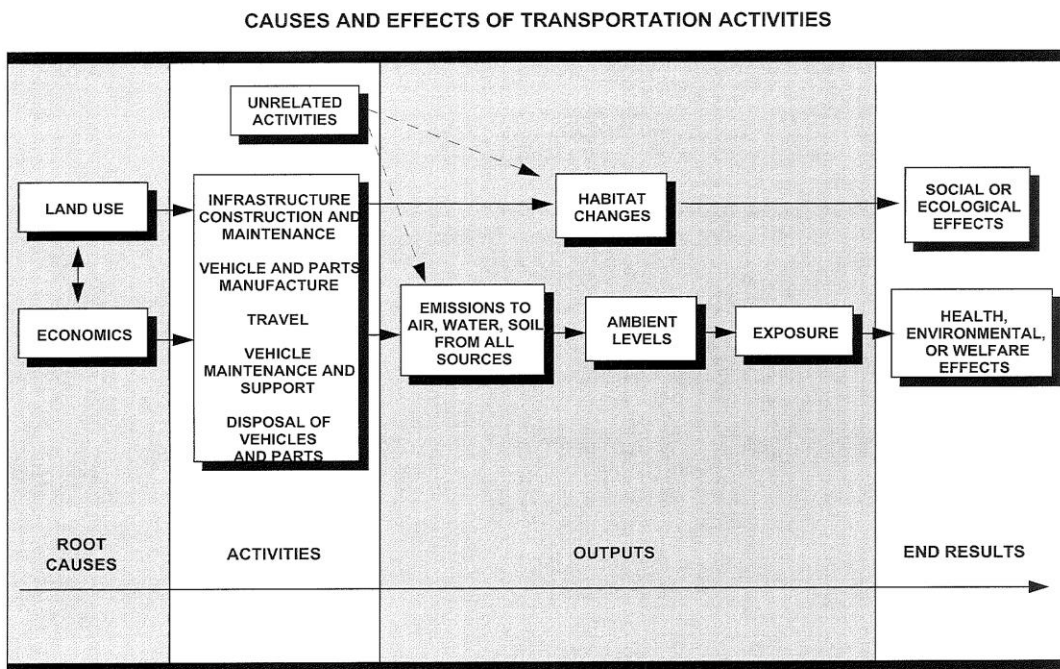 CAUSES AND EFFECTS OF TRANSPORTATION ACTIVITIES
UNRELATED
ACTIVITIES
LAND USE
ECONOMICS
INFRASTRUCTURE
CONSTRUCTION AND
MAINTENANCE
VEHICLE AND PARTS
MANUFACTURE
TRAVEL
VEHICLE
MAINTENANCE AND
SUPPORT
DISPOSAL OF
VEHICLES
AND PARTS
HABITAT
CHANGES
EMISSIONS TO
AIR, WATER, SOIL
FROM ALL
SOURCES
AMBIENT
LEVELS
EXPOSURE
SOCIAL OR
ECOLOGICAL
EFFECTS
HEALTH,
ENVIRONMENTAL,
OR WELFARE
EFFECTS
ROOT
CAUSES
ACTIVITIES
OUTPUTS
END RESULTS